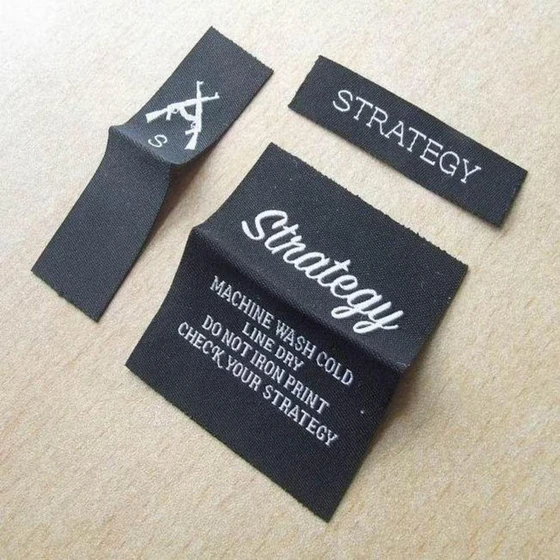 S
STRATEGY
Strategy
MACHINE WASH COLD
LINE DRY
DO NOT IRON PRINT
CHECK YOUR STRATEGY